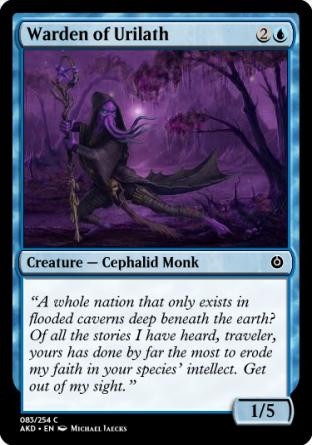 Warden of Urilath 2
Creature — Cephalid Monk
“A whole nation that only exists in
flooded caverns deep beneath the earth?
Of all the stories I have heard, traveler,
yours has done by far the most to erode
my faith in your species’ intellect. Get
out of my sight.”
1/5
083/254 C
AKD • EN Michael Jaecks